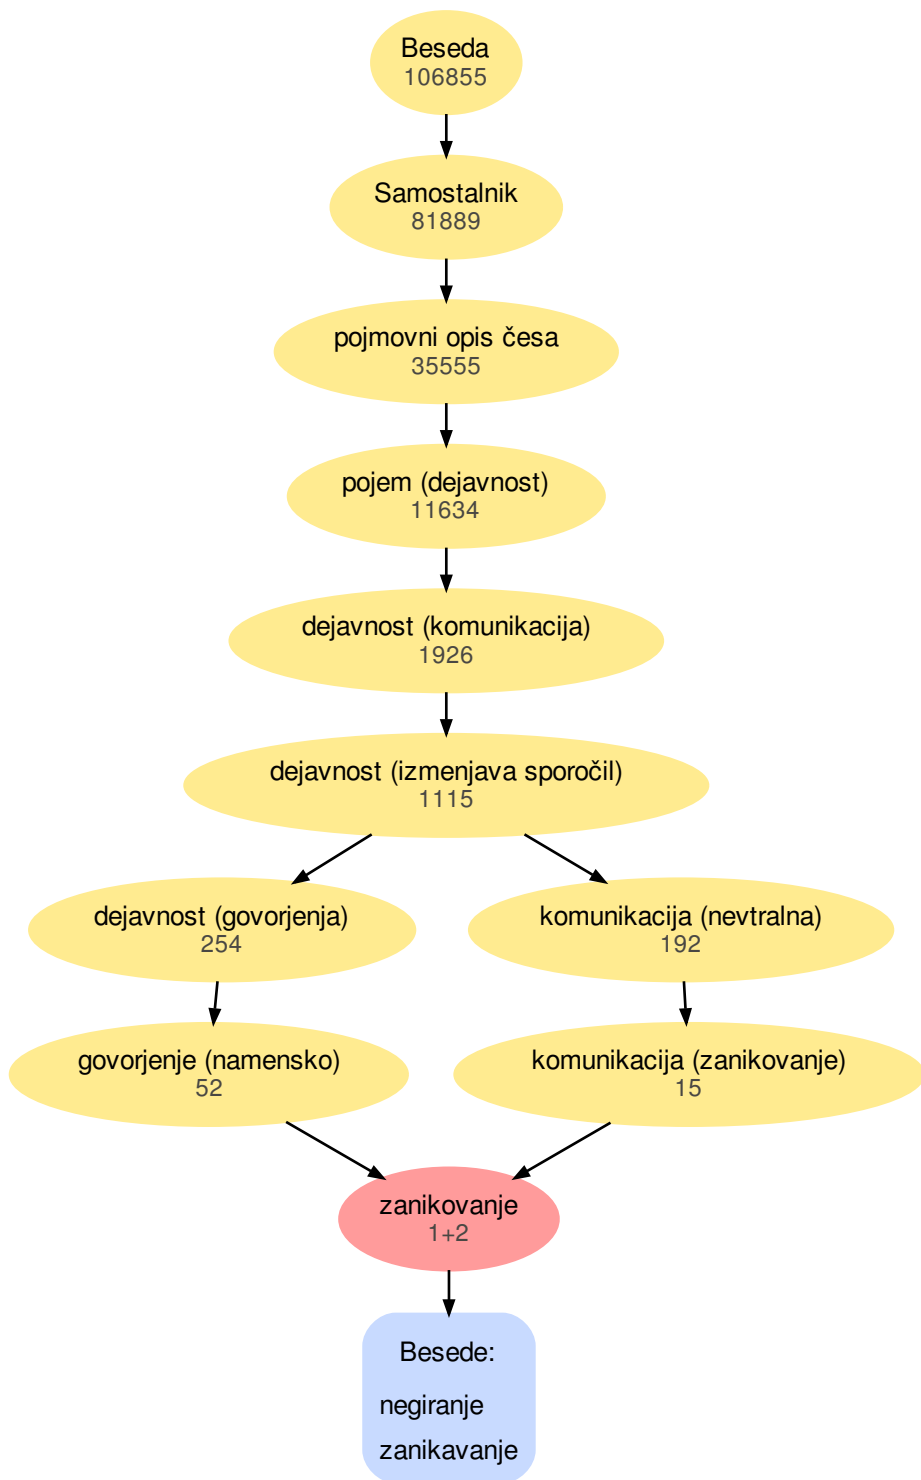 Beseda
106855
Samostalnik
81889
pojmovni opis česa
35555
pojem (dejavnost)
11634
dejavnost (komunikacija)
1926
dejavnost (izmenjava sporočil)
1115
dejavnost (govorjenja)
254
komunikacija (nevtralna)
192
govorjenje (namensko)
52
komunikacija (zanikovanje)
15
zanikovanje
1+2
Besede:
negiranje
zanikavanje